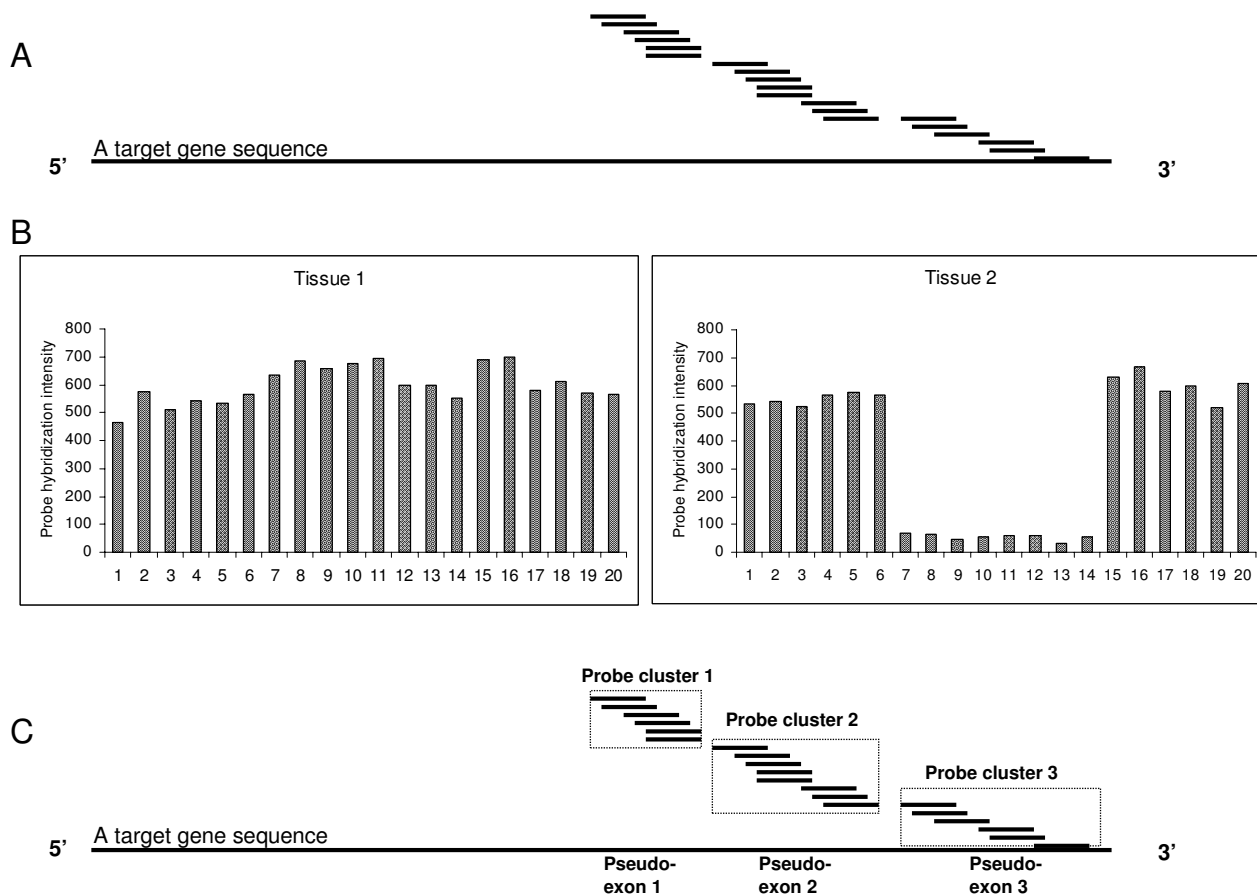 A
A target gene sequence
5’
3’
B
Tissue 1
Probe hybridization intensity
800
700
600
500
400
300
200
100
0
1 2 3 4 5 6 7 8 9 10 11 12 13 14 15 16 17 18 19 20
Tissue 2
Probe hybridization intensity
800
700
600
500
400
300
200
100
0
1 2 3 4 5 6 7 8 9 10 11 12 13 14 15 16 17 18 19 20
C
Probe cluster 1
Probe cluster 2
Probe cluster 3
A target gene sequence
5’
3’
Pseudo-
exon 1
Pseudo-
exon 2
Pseudo-
exon 3